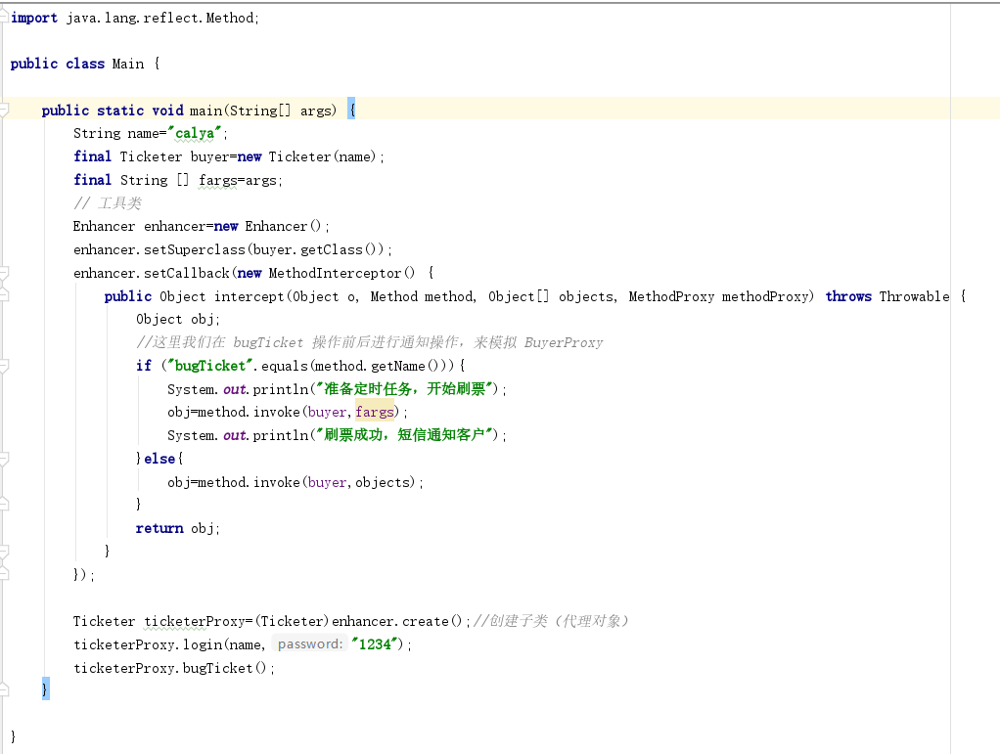 import java.lang.reflect.Method;
public class Main {
public static void main(String[] args) {
String name="calya";
final Ticketer buyer=new Ticketer(name);
final String [] fargs=args;
// 工具类
Enhancer enhancer=new Enhancer();
enhancer.setSuperclass(buyer.getClass());
enhancer.setCallback(new MethodInterceptor() {
public Object intercept(Object o, Method method, Object[] objects, MethodProxy methodProxy) throws Throwable {
Object obj;
//这里我们在 bugTicket 操作前后进行通知操作，来模拟 BuyerProxy
if ("bugTicket".equals(method.getName())){
System.out.println("准备定时任务，开始刷票");
obj=method.invoke(buyer,fargs);
System.out.println("刷票成功，短信通知客户");
}else{
obj=method.invoke(buyer,objects);
}
return obj;
}
});
Ticketer ticketerProxy=(Ticketer)enhancer.create();//创建子类（代理对象）
ticketerProxy.login(name, password: "1234");
ticketerProxy.bugTicket();
}
}